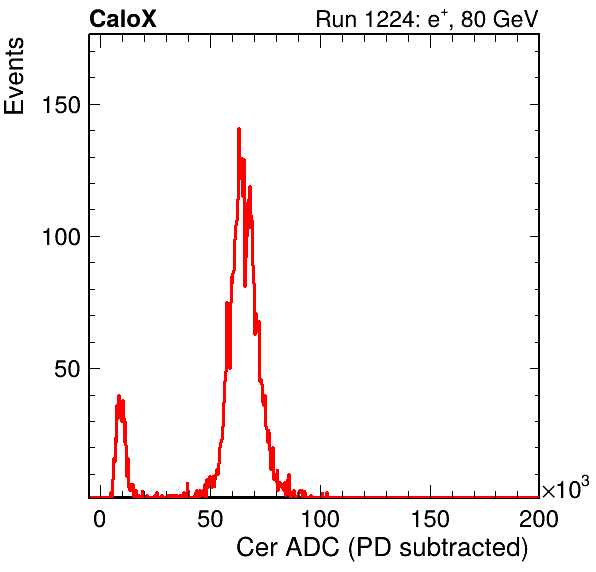 CaloX Run 1224: e⁺, 80 GeV
Events
150
100
50
0 50 100 150 200
×10³
Cer ADC (PD subtracted)